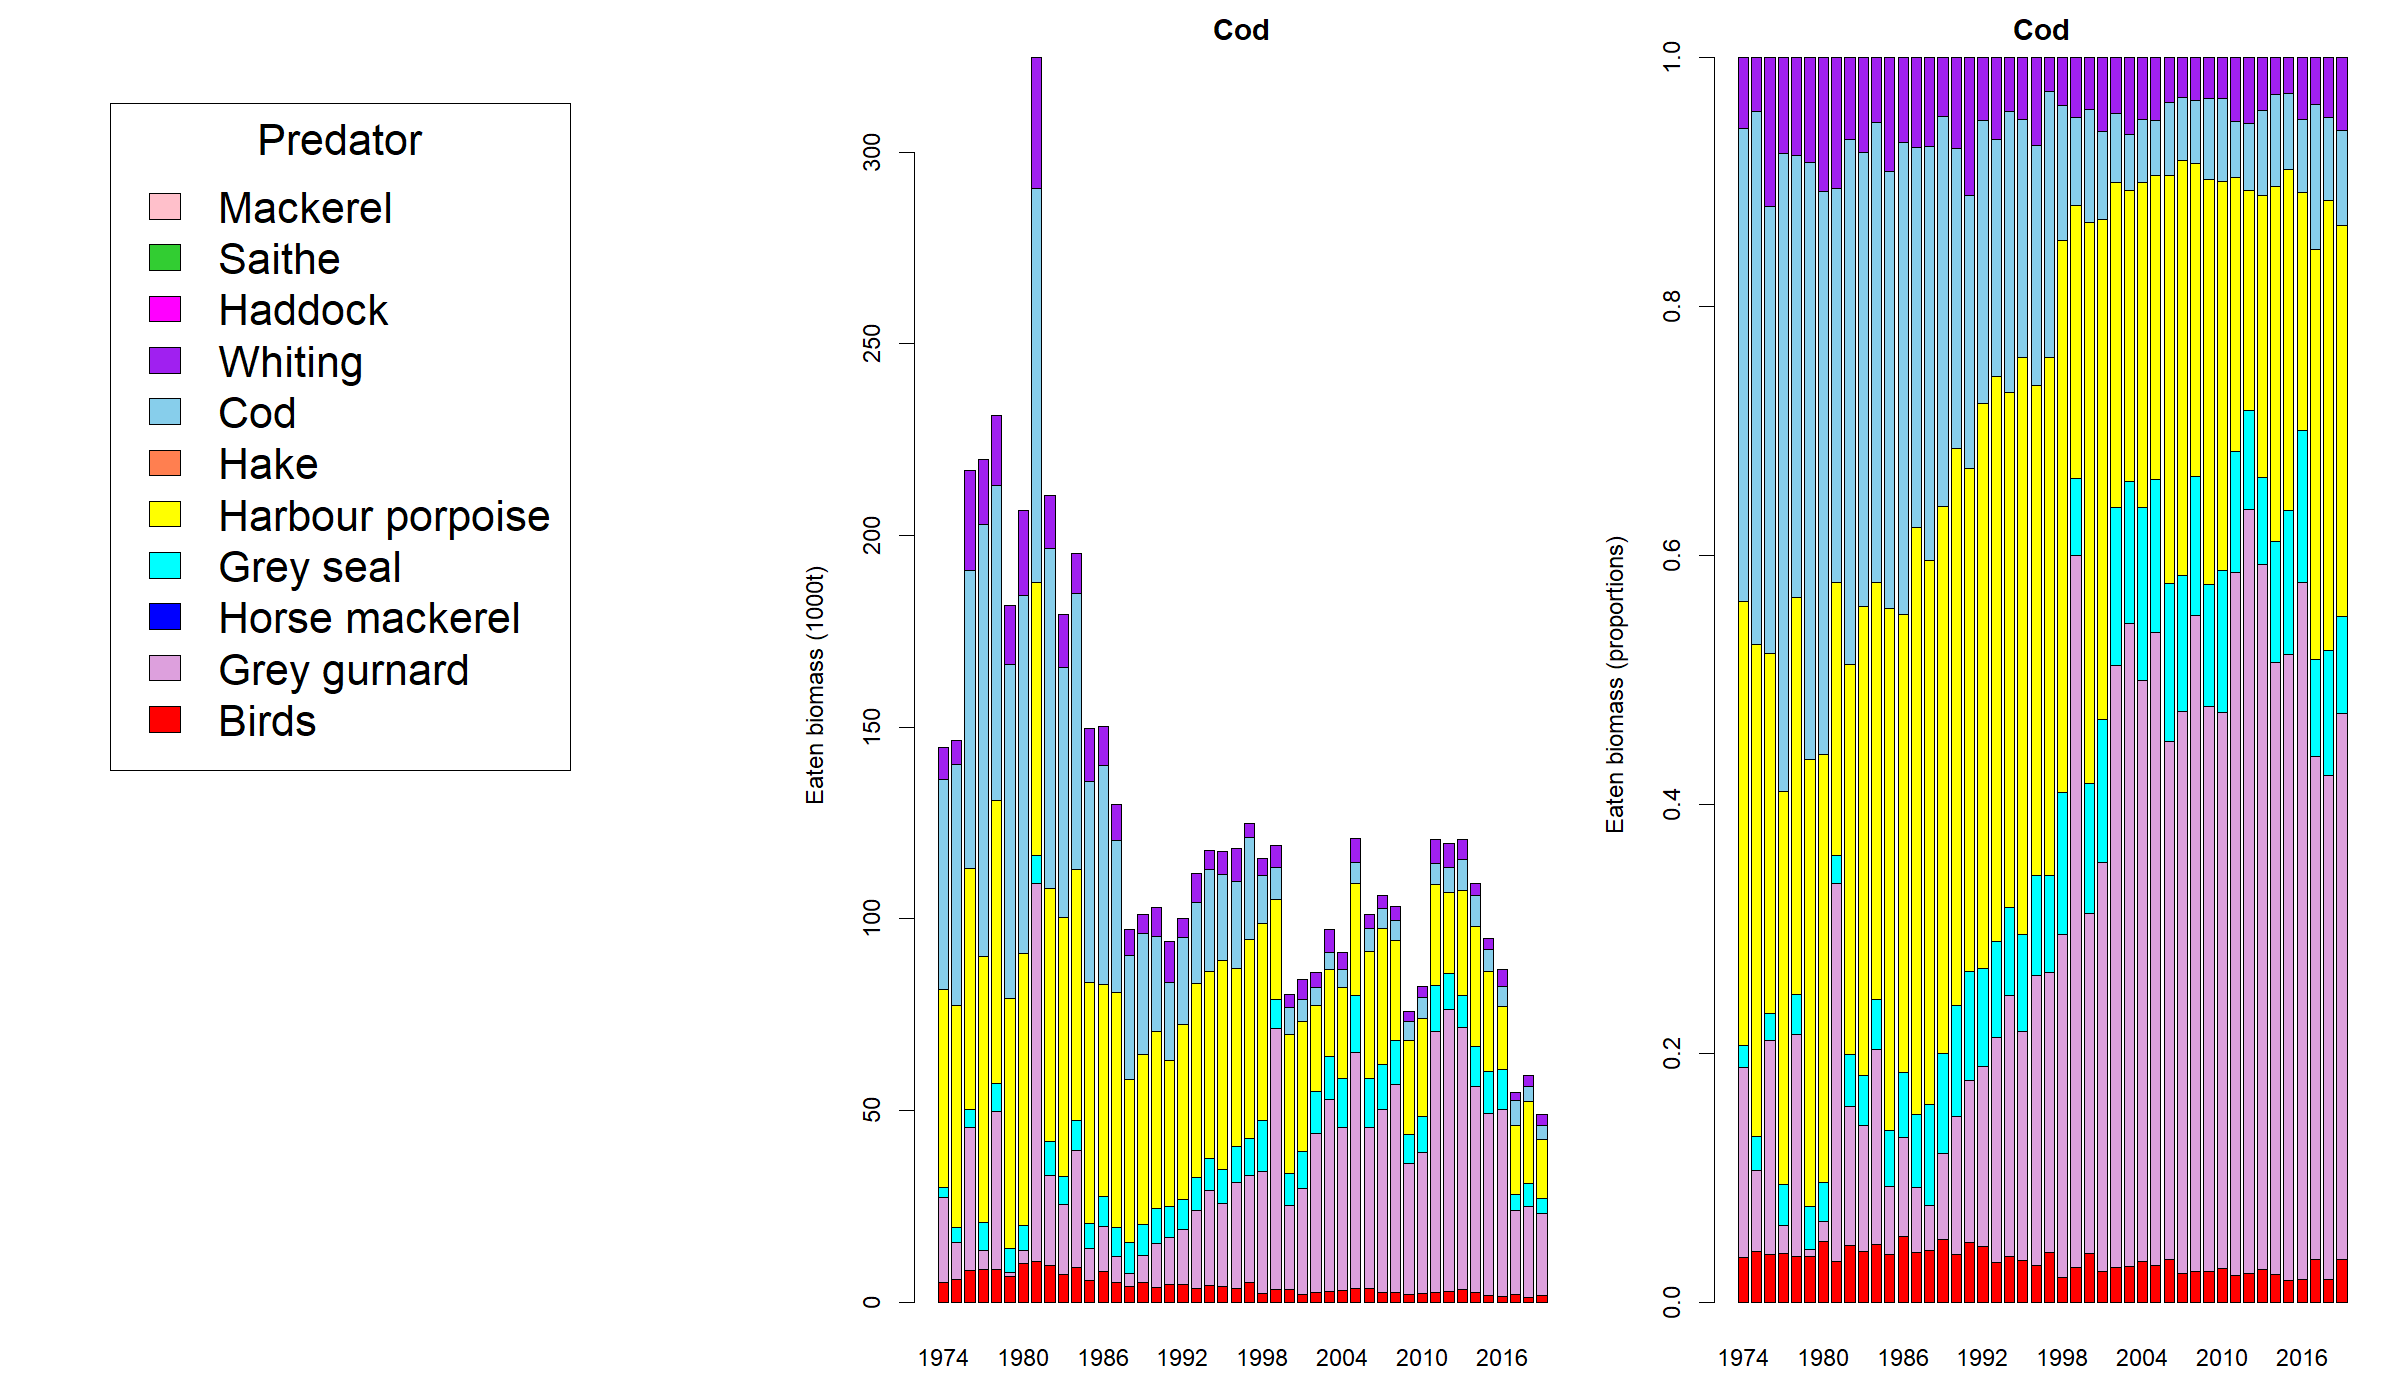 Predator
Mackerel
Saithe
Haddock
Whiting
Cod
Hake
Harbour porpoise
Grey seal
Horse mackerel
Grey gurnard
Birds
Cod
Eaten biomass (1000t)
300
250
200
150
100
50
0
1974 1980 1986 1992 1998 2004 2010 2016
Cod
Eaten biomass (proportions)
1.0
0.8
0.6
0.4
0.2
0.0
1974 1980 1986 1992 1998 2004 2010 2016